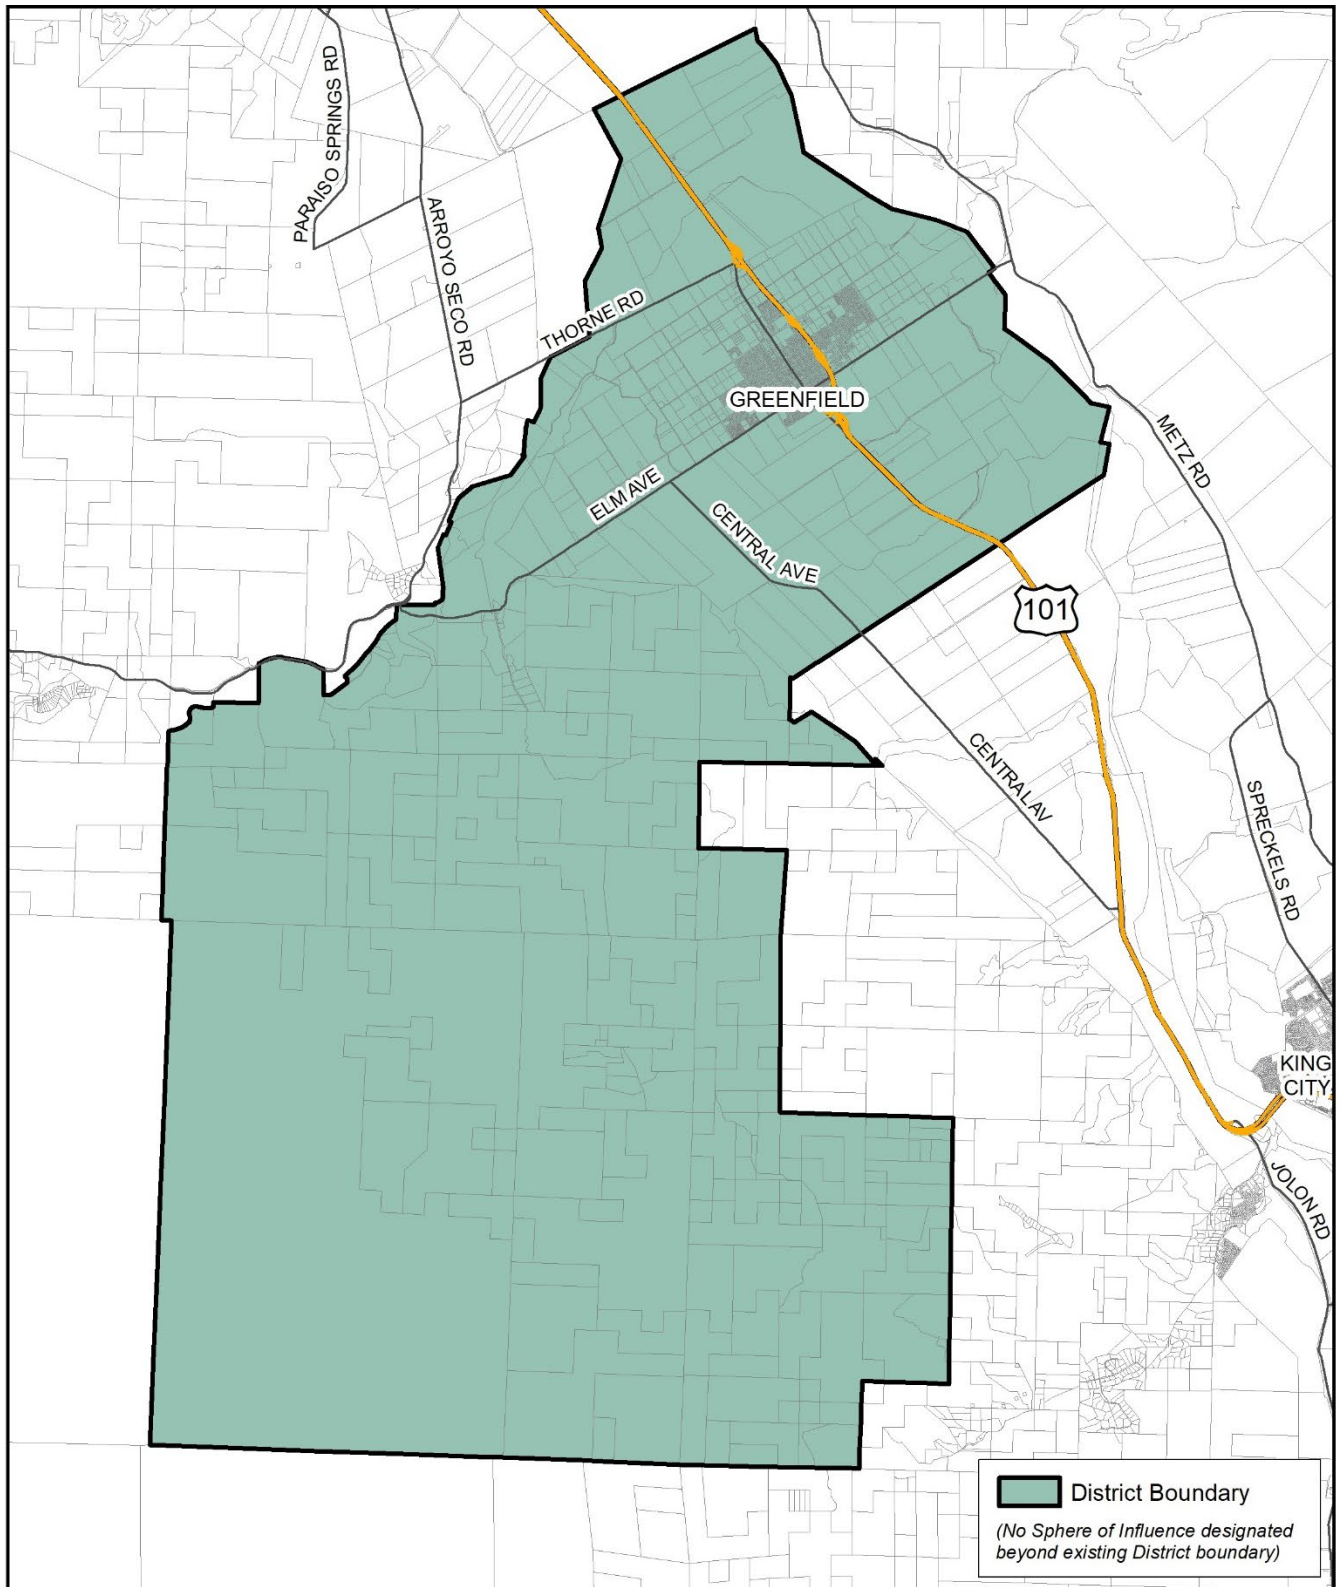 PARAISO SPRINGS RD
ARROYO SECO RD
THORNE RD
GREENFIELD
METZ RD
ELM AVE
CENTRAL AVE
101
CENTRAL AV
SPRECKELS RD
KING
CITY
JOLON RD
District Boundary
(No Sphere of Influence designated
beyond existing District boundary)